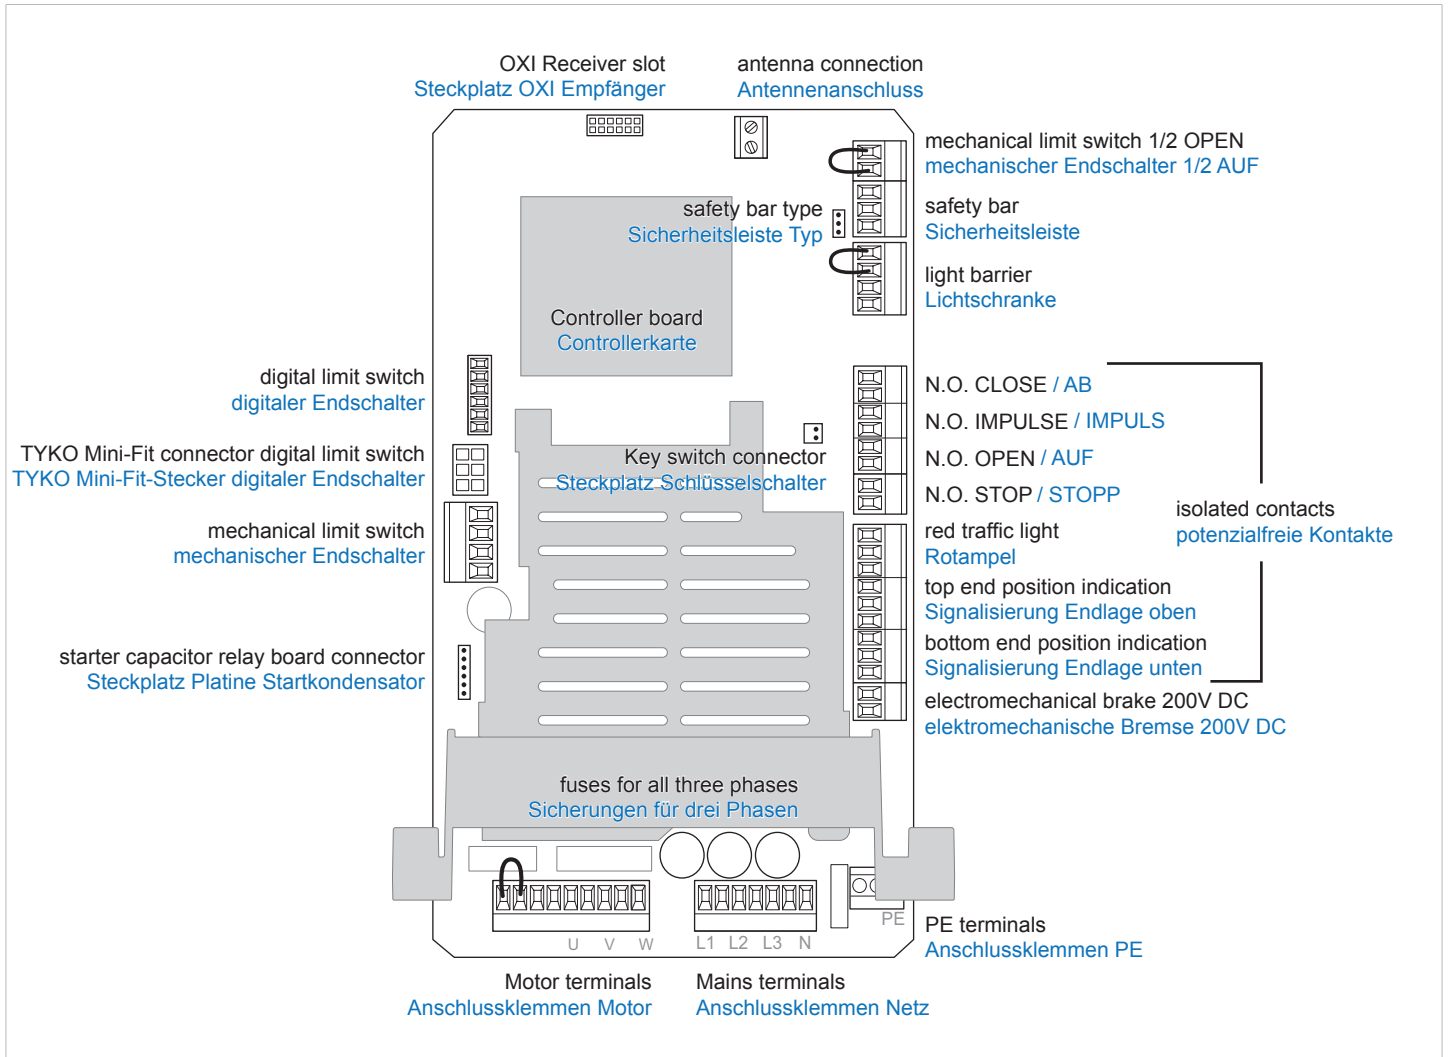 OXI Receiver slot
Steckplatz OXI Empfänger
antenna connection
Antennenanschluss
mechanical limit switch 1/2 OPEN
mechanischer Endschalter 1/2 AUF
safety bar type
Sicherheitsleiste Typ
safety bar
Sicherheitsleiste
light barrier
Lichtschranke
Controller board
Controllerkarte
digital limit switch
digitaler Endschalter
N.O. CLOSE / AB
N.O. IMPULSE / IMPULS
N.O. OPEN / AUF
N.O. STOP / STOPP
TYKO Mini-Fit connector digital limit switch
TYKO Mini-Fit-Stecker digitaler Endschalter
Key switch connector
Steckplatz Schlüsselschalter
isolated contacts
potenzialfreie Kontakte
mechanical limit switch
mechanischer Endschalter
red traffic light
Rotampel
top end position indication
Signalisierung Endlage oben
bottom end position indication
Signalisierung Endlage unten
starter capacitor relay board connector
Steckplatz Platine Startkondensator
electromechanical brake 200V DC
elektromechanische Bremse 200V DC
fuses for all three phases
Sicherungen für drei Phasen
U V W
L1 L2 L3 N
PE
PE terminals
Anschlussklemmen PE
Motor terminals
Anschlussklemmen Motor
Mains terminals
Anschlussklemmen Netz